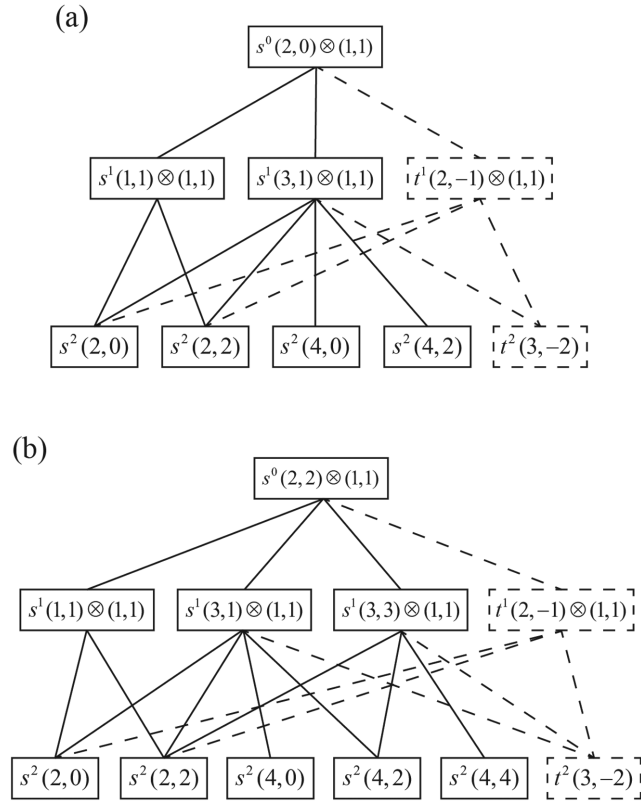 (a)
s⁰(2,0)⊗(1,1)
s¹(1,1)⊗(1,1) s¹(3,1)⊗(1,1) t¹(2,−1)⊗(1,1)
s²(2,0) s²(2,2) s²(4,0) s²(4,2) t²(3,−2)
(b)
s⁰(2,2)⊗(1,1)
s¹(1,1)⊗(1,1) s¹(3,1)⊗(1,1) s¹(3,3)⊗(1,1) t¹(2,−1)⊗(1,1)
s²(2,0) s²(2,2) s²(4,0) s²(4,2) s²(4,4) t²(3,−2)